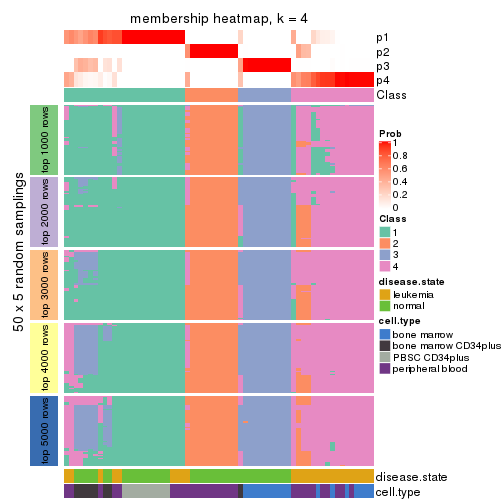 membership heatmap, k = 4
p1
p2
p3
p4
Class
50 x 5 random samplings
top 1000 rows
top 2000 rows
top 3000 rows
top 4000 rows
top 5000 rows
Prob
1
0.8
0.6
0.4
0.2
0
Class
1
2
3
4
disease.state
leukemia
normal
cell.type
bone marrow
bone marrow CD34plus
PBSC CD34plus
peripheral blood
disease.state
cell.type